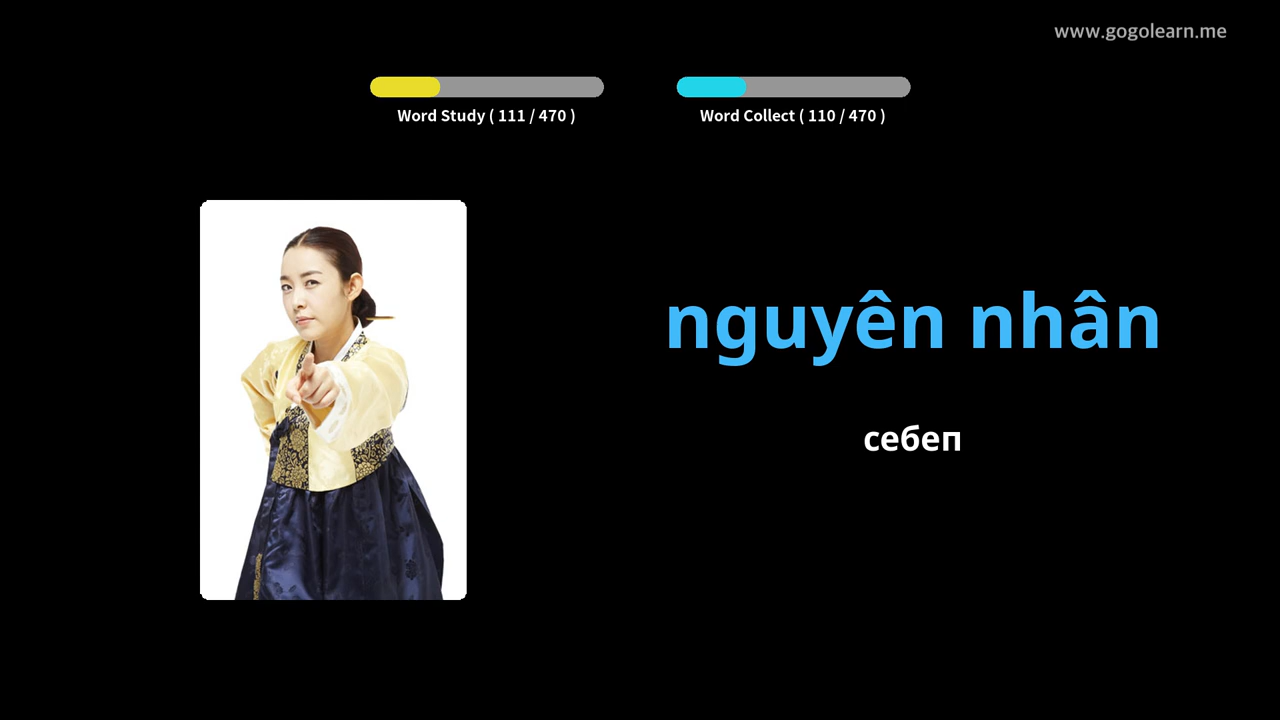 www.gogolearn.me
Word Study ( 111 / 470 )
Word Collect ( 110 / 470 )
nguyên nhân
себеп